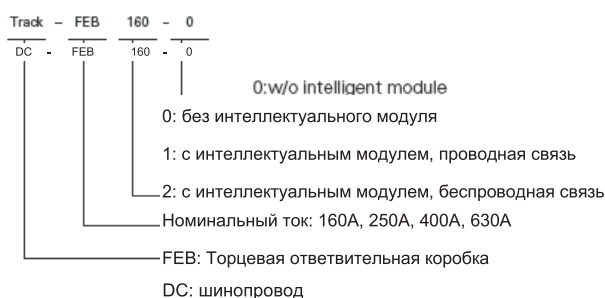 Track – FEB 160 – 0
DC - FEB 160 - 0
0:w/o intelligent module
0: без интеллектуального модуля
1: с интеллектуальным модулем, проводная связь
2: с интеллектуальным модулем, беспроводная связь
Номинальный ток: 160A, 250A, 400A, 630A
FEB: Торцевая ответвительная коробка
DC: шинопровод